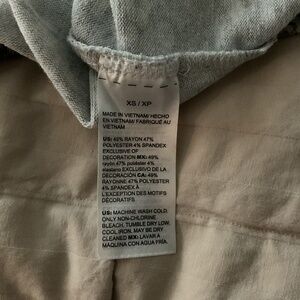 XS / XP
MADE IN VIETNAM/ HECHO
EN VIETNAM/ FABRIQUÉ AU
VIETNAM
US: 49% RAYON 47%
POLYESTER 4% SPANDEX
EXCLUSIVE OF
DECORATION MX: 49%
rayón 47% poliéster 4%
elastano EXCLUSIVO DE LA
DECORACIÓN CA: 49%
RAYONNE 47% POLYESTER
4% SPANDEX À
L'EXCEPTION DES MOTIFS
DÉCORATIFS
US: MACHINE WASH COLD,
ONLY NON-CHLORINE
BLEACH, TUMBLE DRY LOW,
COOL IRON, MAY BE DRY
CLEANED MX: LAVAR A
MÁQUINA CON AGUA FRÍA,